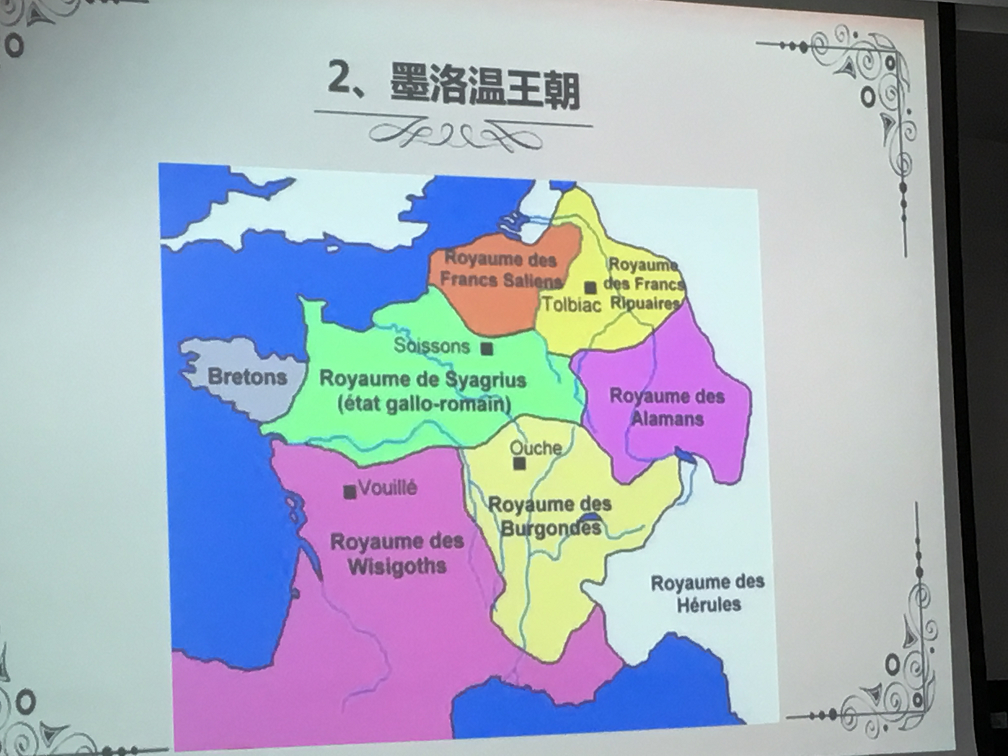 2、墨洛温王朝
Royaume des
Francs Saliens
Royaume
des Francs
Ripuaires
Tolbiac
Soissons
Bretons
Royaume de Syagrius
(état gallo-romain)
Royaume des
Alamans
Ouche
Vouillé
Royaume des
Burgondes
Royaume des
Wisigoths
Royaume des
Hérules